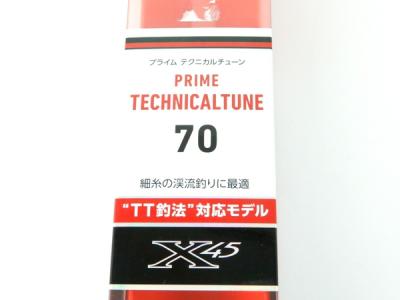 プライム テクニカルチューン
PRIME
TECHNICALTUNE
70
細糸の渓流釣りに最適
“TT釣法”対応モデル
X45